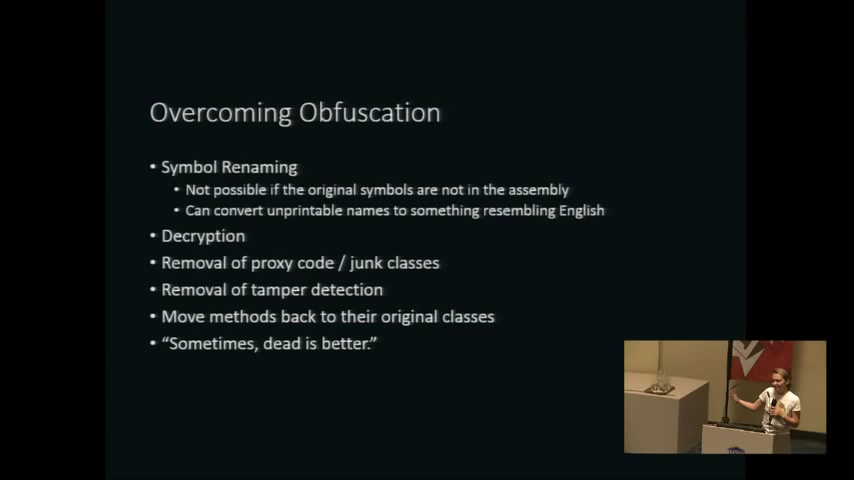 Overcoming Obfuscation
• Symbol Renaming
• Not possible if the original symbols are not in the assembly
• Can convert unprintable names to something resembling English
• Decryption
• Removal of proxy code / junk classes
• Removal of tamper detection
• Move methods back to their original classes
• “Sometimes, dead is better.”